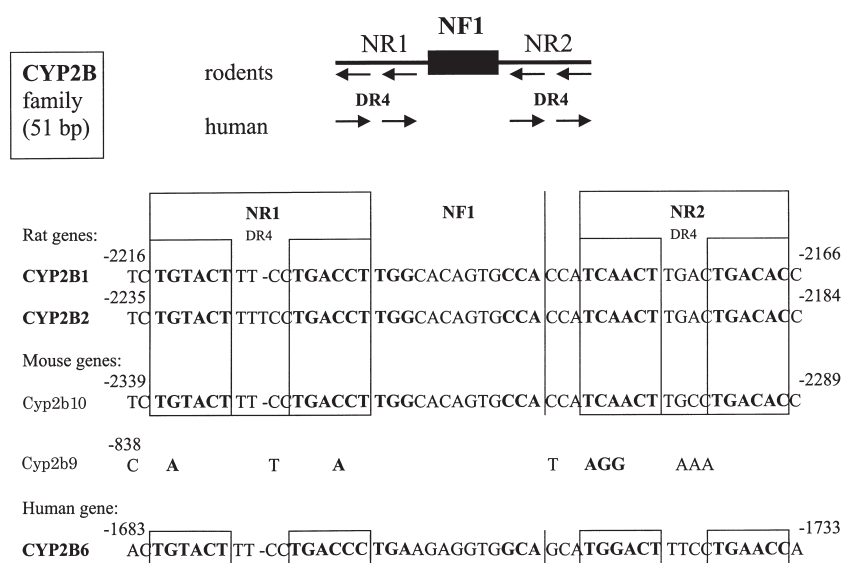 NF1
NR1 NR2
CYP2B
family
(51 bp)
rodents
DR4 DR4
human
NR1 NF1 NR2
Rat genes: DR4 DR4
-2216 -2166
CYP2B1 TC TGTACT TT -CC TGACCT TGGCACAGTGCCA CCA TCAACT TGAC TGACAC C
-2235 -2184
CYP2B2 TC TGTACT TTTCC TGACCT TGGCACAGTGCCA CCA TCAACT TGAC TGACAC C
Mouse genes:
-2339 -2289
Cyp2b10 TC TGTACT TT -CC TGACCT TGGCACAGTGCCA CCA TCAACT TGCC TGACAC C
-838
Cyp2b9 C A T A T AGG AAA
Human gene:
-1683 -1733
CYP2B6 AC TGTACT TT -CC TGACCC TGAAGAGGTGGCA GCA TGGACT TTCC TGAACC A